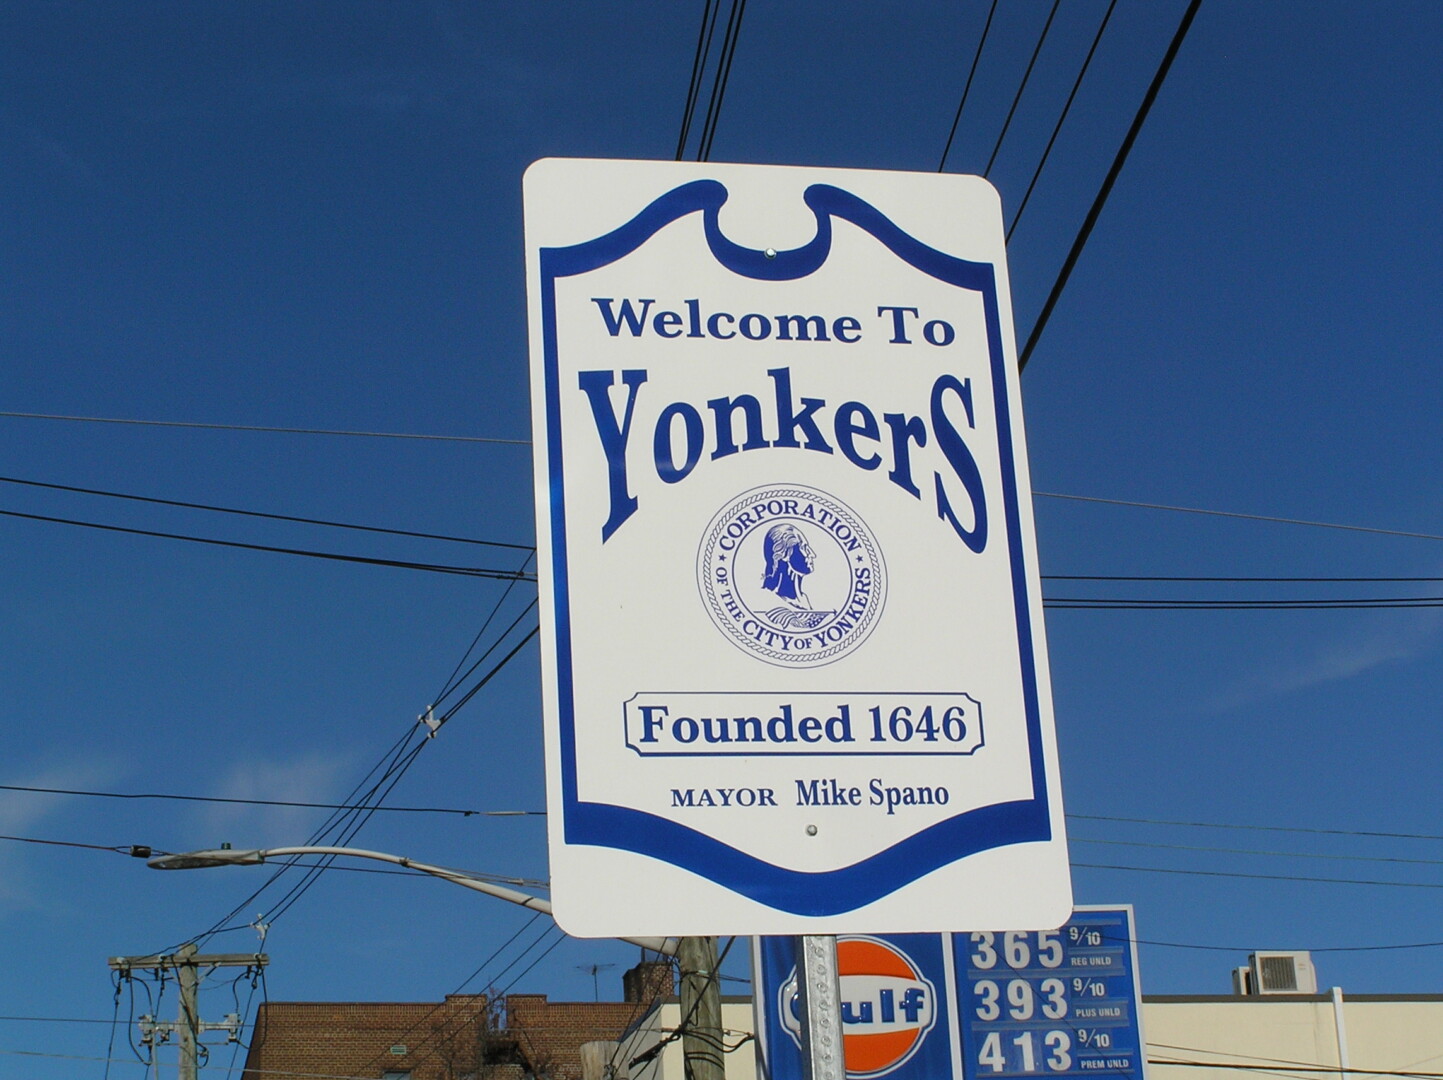 Welcome To
Yonkers
CORPORATION
OF THE CITY OF YONKERS
Founded 1646
MAYOR Mike Spano
Gulf
365 9/10
REG UNLD
393 9/10
PLUS UNLD
413 9/10
PREM UNLD